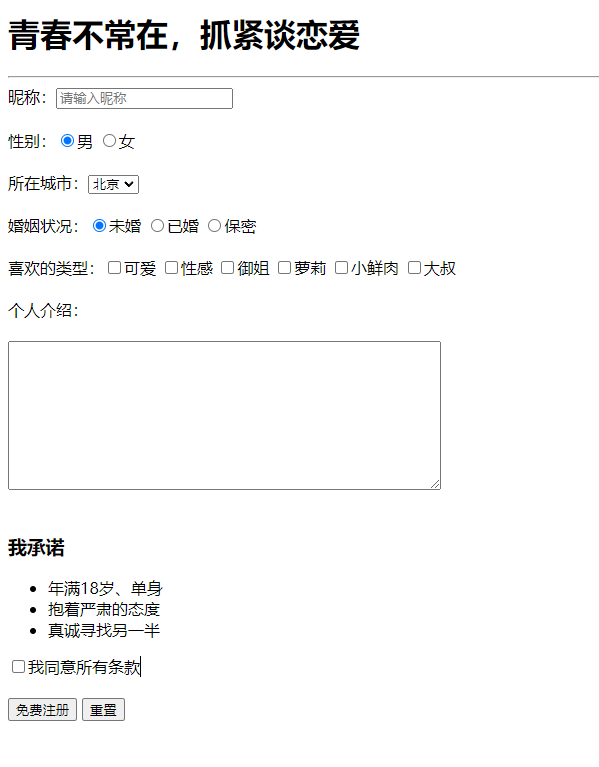 青春不常在，抓紧谈恋爱
昵称：请输入昵称
性别：男 女
所在城市：北京
婚姻状况：未婚 已婚 保密
喜欢的类型：可爱 性感 御姐 萝莉 小鲜肉 大叔
个人介绍：
我承诺
年满18岁、单身
抱着严肃的态度
真诚寻找另一半
我同意所有条款
免费注册 重置